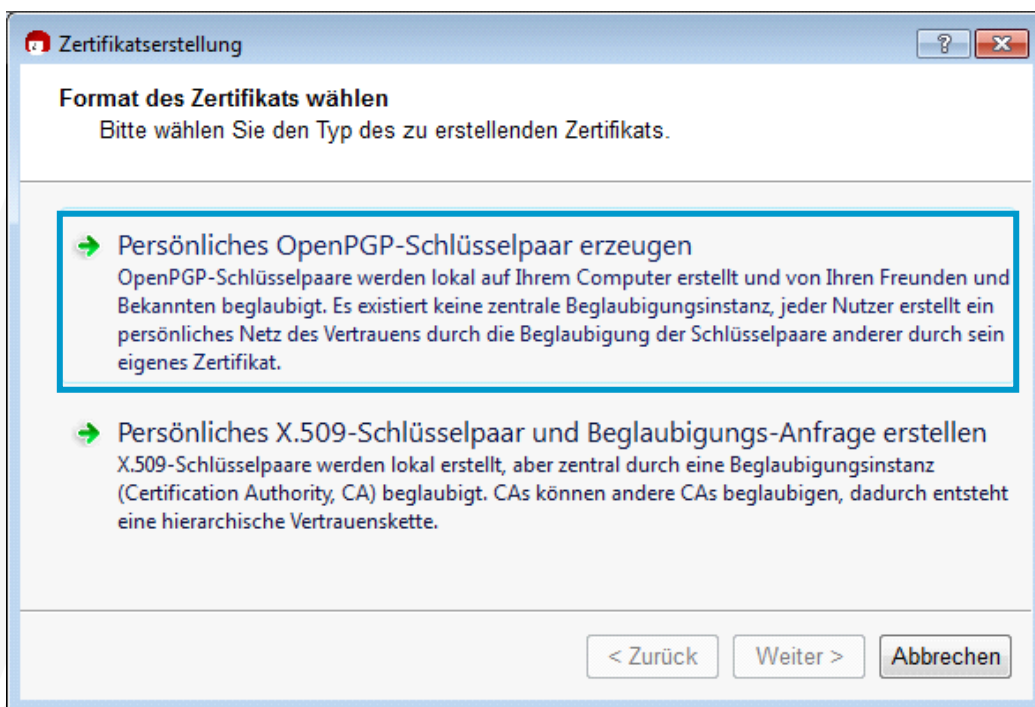 Zertifikatserstellung
Format des Zertifikats wählen
Bitte wählen Sie den Typ des zu erstellenden Zertifikats.
Persönliches OpenPGP-Schlüsselpaar erzeugen
OpenPGP-Schlüsselpaare werden lokal auf Ihrem Computer erstellt und von Ihren Freunden und
Bekannten beglaubigt. Es existiert keine zentrale Beglaubigungsinstanz, jeder Nutzer erstellt ein
persönliches Netz des Vertrauens durch die Beglaubigung der Schlüsselpaare anderer durch sein
eigenes Zertifikat.
Persönliches X.509-Schlüsselpaar und Beglaubigungs-Anfrage erstellen
X.509-Schlüsselpaare werden lokal erstellt, aber zentral durch eine Beglaubigungsinstanz
(Certification Authority, CA) beglaubigt. CAs können andere CAs beglaubigen, dadurch entsteht
eine hierarchische Vertrauenskette.
< Zurück Weiter > Abbrechen